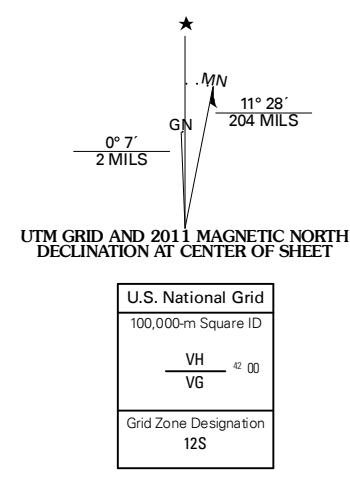 ★
MN
11° 28´
204 MILS
GN
0° 7´
2 MILS
UTM GRID AND 2011 MAGNETIC NORTH
DECLINATION AT CENTER OF SHEET
U.S. National Grid
100,000-m Square ID
VH
42 00
VG
Grid Zone Designation
12S